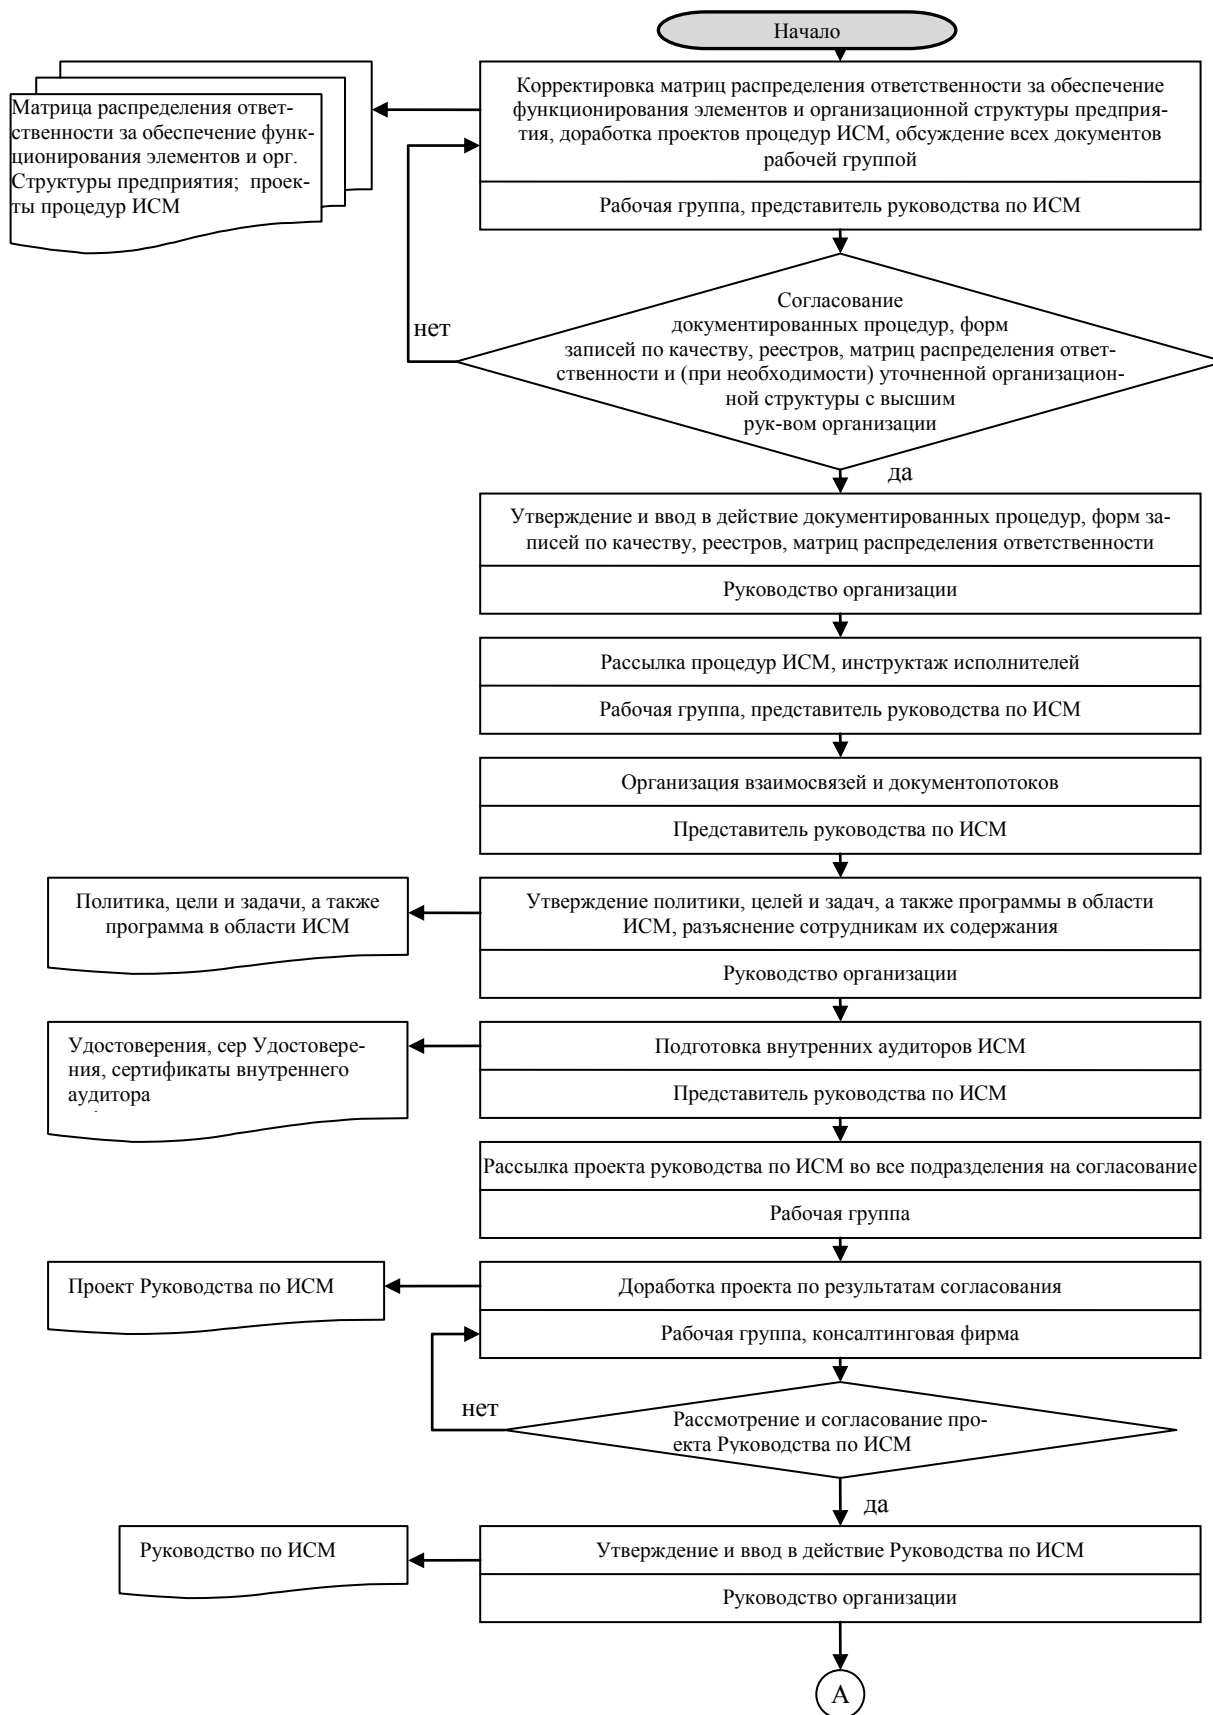 Начало
Матрица распределения ответ-
ственности за обеспечение функ-
ционирования элементов и орг.
Структуры предприятия; проек-
ты процедур ИСМ
Корректировка матриц распределения ответственности за обеспечение
функционирования элементов и организационной структуры предприя-
тия, доработка проектов процедур ИСМ, обсуждение всех документов
рабочей группой
Рабочая группа, представитель руководства по ИСМ
нет
Согласование
документированных процедур, форм
записей по качеству, реестров, матриц распределения ответ-
ственности и (при необходимости) уточненной организацион-
ной структуры с высшим
рук-вом организации
да
Утверждение и ввод в действие документированных процедур, форм за-
писей по качеству, реестров, матриц распределения ответственности
Руководство организации
Рассылка процедур ИСМ, инструктаж исполнителей
Рабочая группа, представитель руководства по ИСМ
Организация взаимосвязей и документопотоков
Представитель руководства по ИСМ
Политика, цели и задачи, а также
программа в области ИСМ
Утверждение политики, целей и задач, а также программы в области
ИСМ, разъяснение сотрудникам их содержания
Руководство организации
Удостоверения, сер Удостовере-
ния, сертификаты внутреннего
аудитора
Подготовка внутренних аудиторов ИСМ
Представитель руководства по ИСМ
Рассылка проекта руководства по ИСМ во все подразделения на согласование
Рабочая группа
Проект Руководства по ИСМ
Доработка проекта по результатам согласования
Рабочая группа, консалтинговая фирма
нет
Рассмотрение и согласование про-
екта Руководства по ИСМ
да
Руководство по ИСМ
Утверждение и ввод в действие Руководства по ИСМ
Руководство организации
А